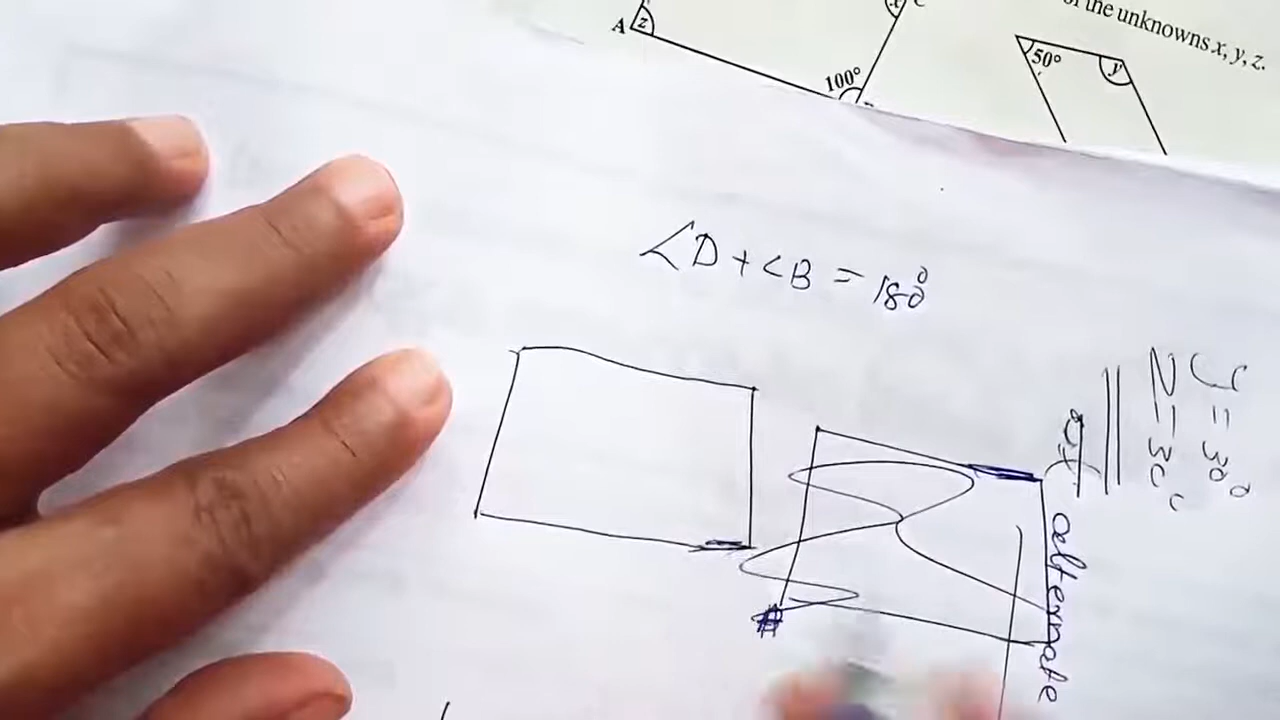 of the unknowns x, y, z.
A z 100°
50° y
∠D + ∠B = 180°
y = 30°
Z = 30°
alternate